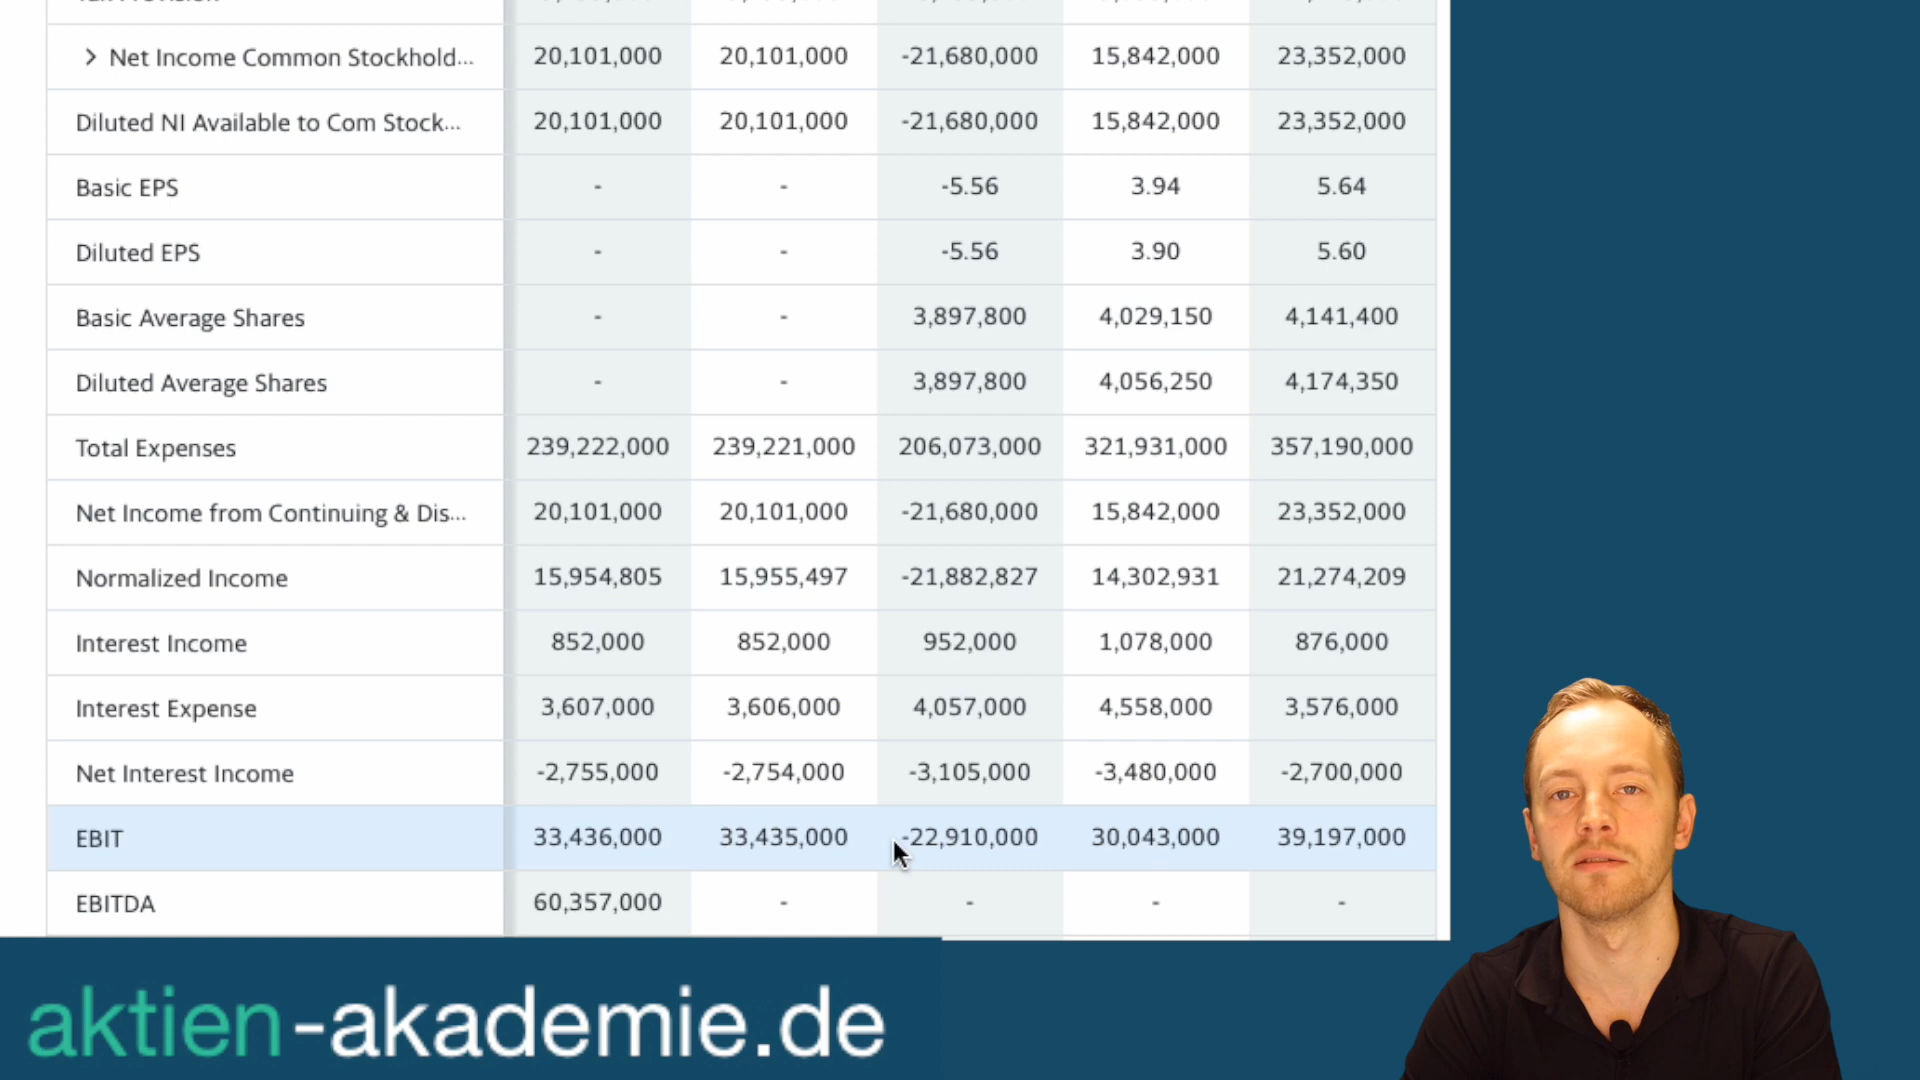 Net Income Common Stockhold... 20,101,000 20,101,000 -21,680,000 15,842,000 23,352,000
Diluted NI Available to Com Stock... 20,101,000 20,101,000 -21,680,000 15,842,000 23,352,000
Basic EPS - - -5.56 3.94 5.64
Diluted EPS - - -5.56 3.90 5.60
Basic Average Shares - - 3,897,800 4,029,150 4,141,400
Diluted Average Shares - - 3,897,800 4,056,250 4,174,350
Total Expenses 239,222,000 239,221,000 206,073,000 321,931,000 357,190,000
Net Income from Continuing & Dis... 20,101,000 20,101,000 -21,680,000 15,842,000 23,352,000
Normalized Income 15,954,805 15,955,497 -21,882,827 14,302,931 21,274,209
Interest Income 852,000 852,000 952,000 1,078,000 876,000
Interest Expense 3,607,000 3,606,000 4,057,000 4,558,000 3,576,000
Net Interest Income -2,755,000 -2,754,000 -3,105,000 -3,480,000 -2,700,000
EBIT 33,436,000 33,435,000 -22,910,000 30,043,000 39,197,000
EBITDA 60,357,000 - - - -
aktien-akademie.de